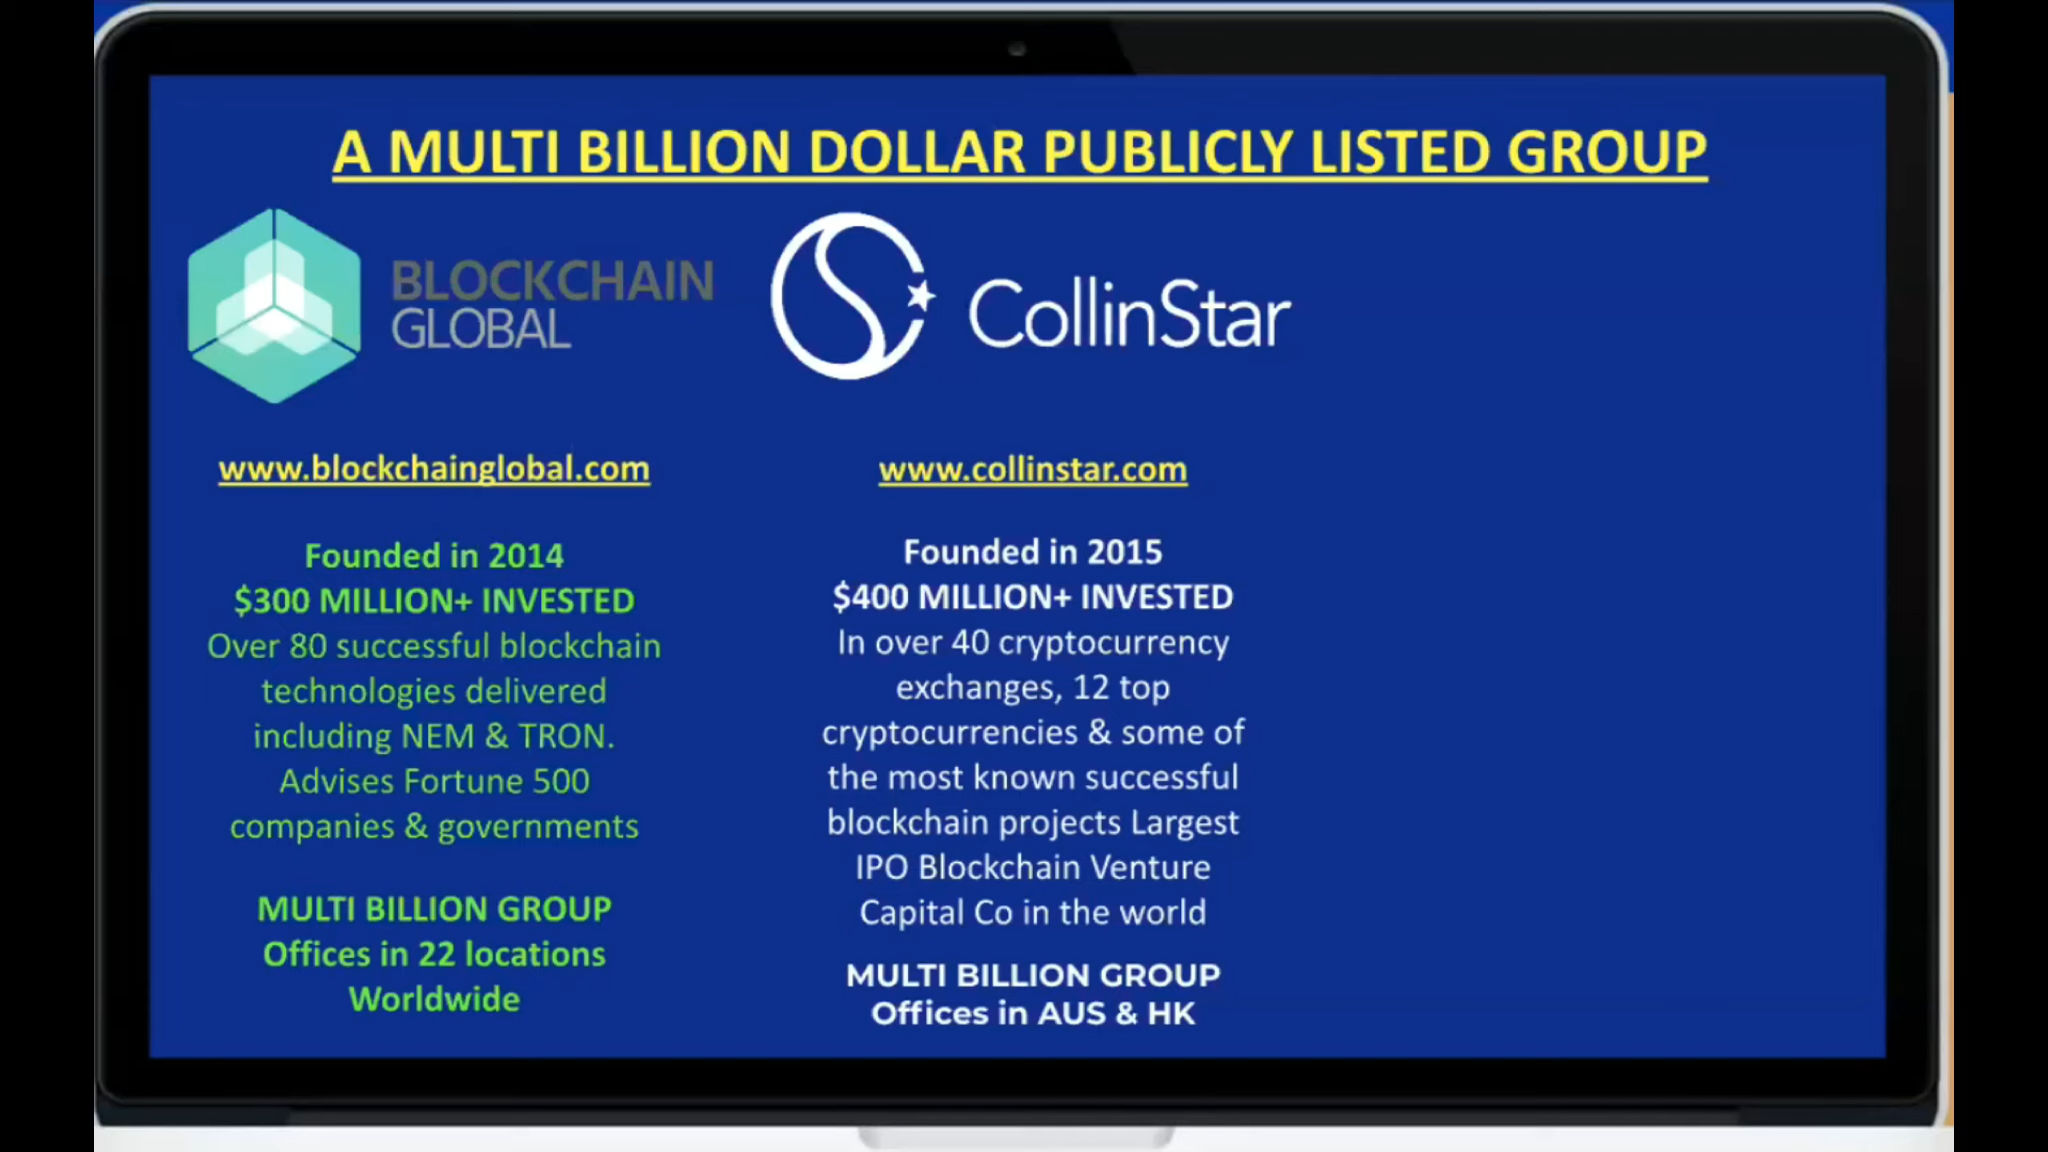 A MULTI BILLION DOLLAR PUBLICLY LISTED GROUP
BLOCKCHAIN
GLOBAL
www.blockchainglobal.com
Founded in 2014
$300 MILLION+ INVESTED
Over 80 successful blockchain
technologies delivered
including NEM & TRON.
Advises Fortune 500
companies & governments
MULTI BILLION GROUP
Offices in 22 locations
Worldwide
CollinStar
www.collinstar.com
Founded in 2015
$400 MILLION+ INVESTED
In over 40 cryptocurrency
exchanges, 12 top
cryptocurrencies & some of
the most known successful
blockchain projects Largest
IPO Blockchain Venture
Capital Co in the world
MULTI BILLION GROUP
Offices in AUS & HK